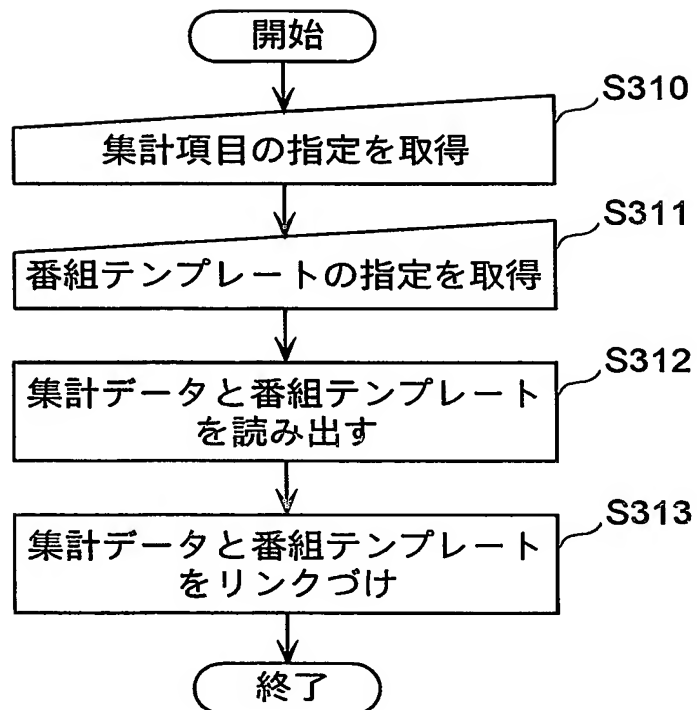 開始
S310
集計項目の指定を取得
S311
番組テンプレートの指定を取得
S312
集計データと番組テンプレート
を読み出す
S313
集計データと番組テンプレート
をリンクづけ
終了